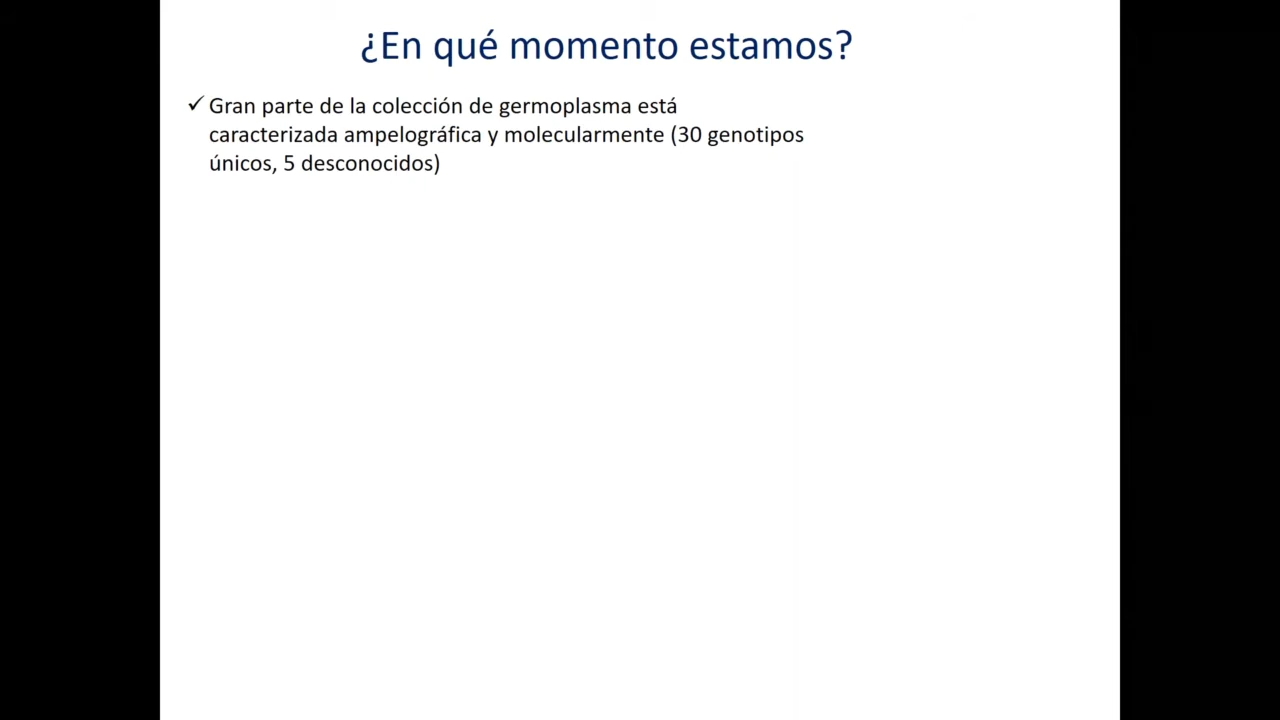 ¿En qué momento estamos?
✓ Gran parte de la colección de germoplasma está
caracterizada ampelográfica y molecularmente (30 genotipos
únicos, 5 desconocidos)